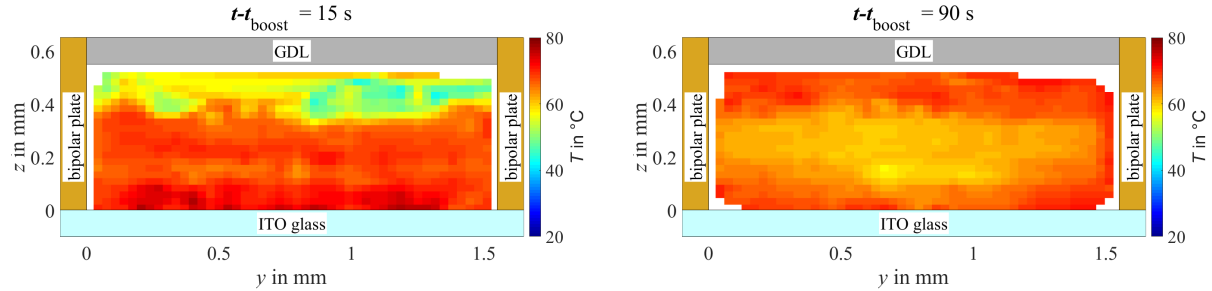 t-t_boost = 15 s
0.6
0.4
0.2
0
z in mm
bipolar plate
GDL
bipolar plate
ITO glass
0
0.5
1
1.5
y in mm
80
60
40
20
T in °C
t-t_boost = 90 s
0.6
0.4
0.2
0
z in mm
bipolar plate
GDL
bipolar plate
ITO glass
0
0.5
1
1.5
y in mm
80
60
40
20
T in °C